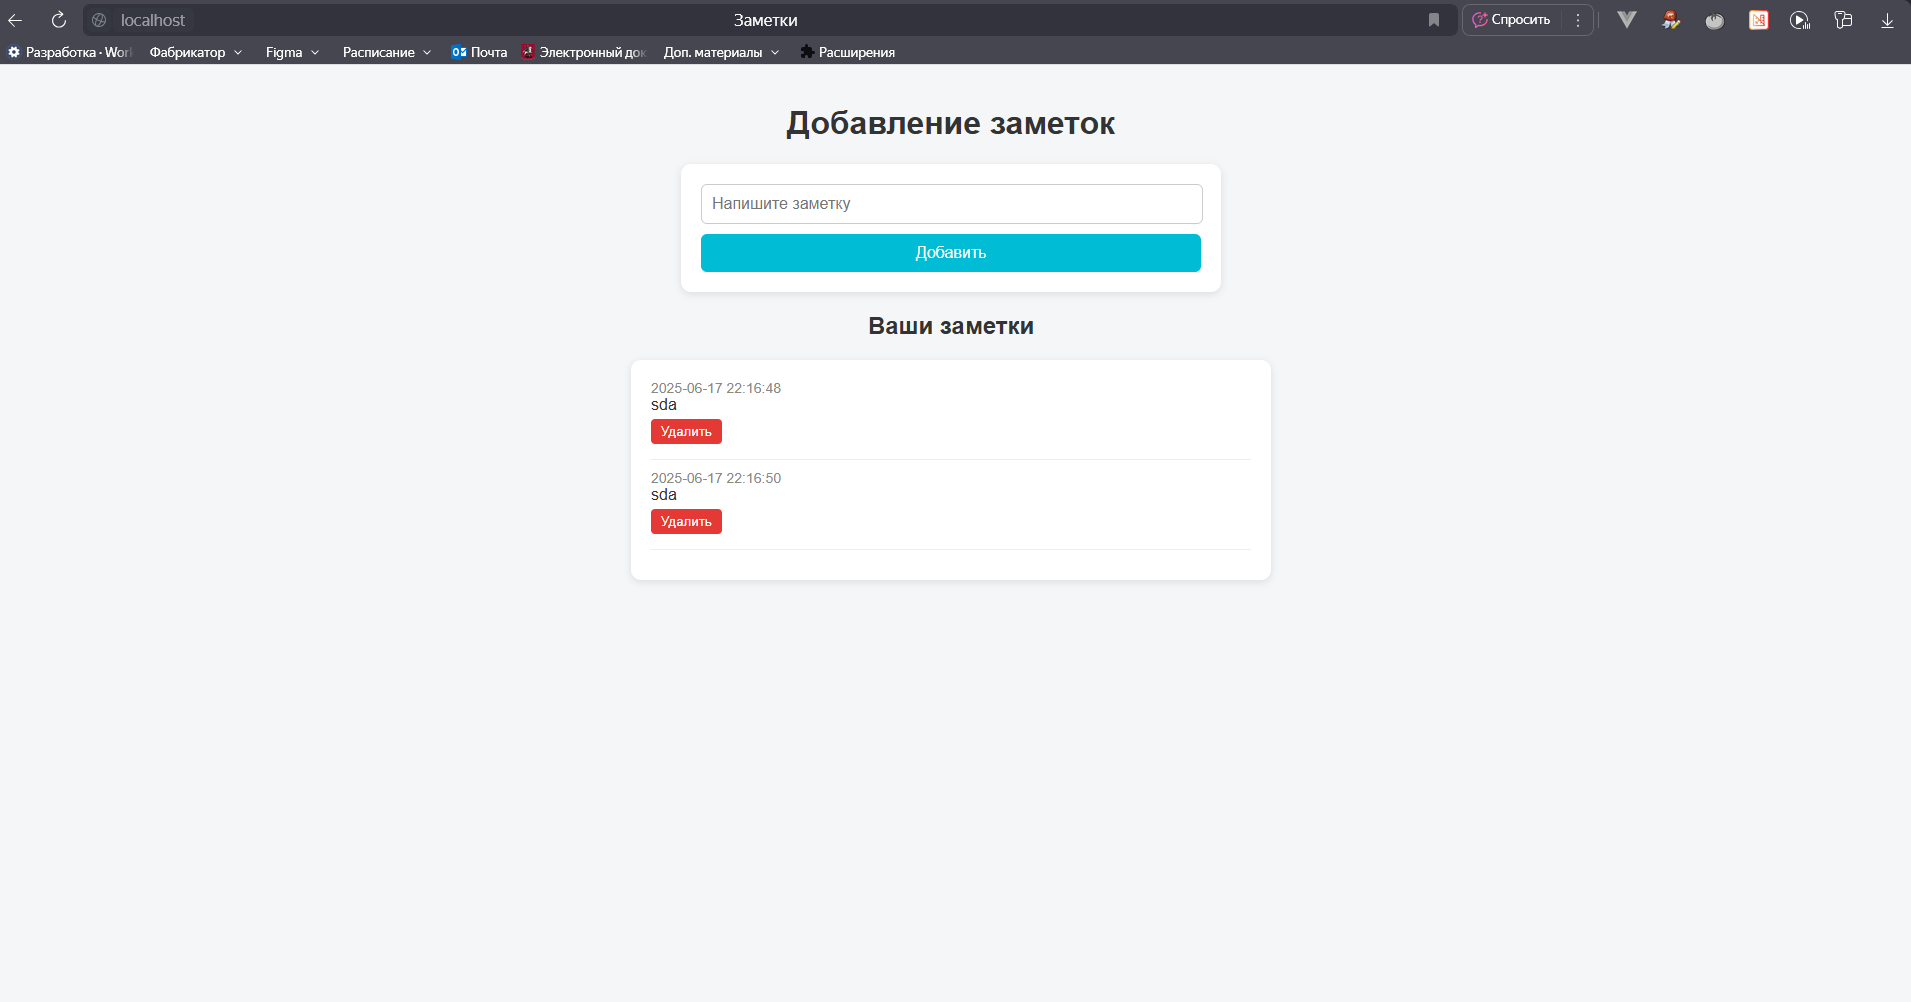 localhost
Заметки
Спросить
Разработка · Wor
Фабрикатор
Figma
Расписание
Почта
Электронный док
Доп. материалы
Расширения
Добавление заметок
Напишите заметку
Добавить
Ваши заметки
2025-06-17 22:16:48
sda
Удалить
2025-06-17 22:16:50
sda
Удалить